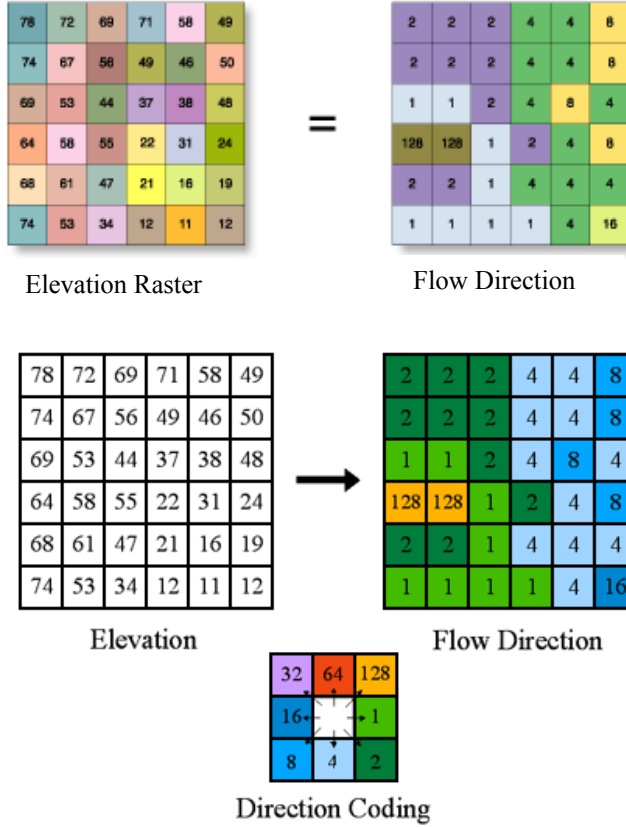 78 72 69 71 58 49 2 2 2 4 4 8
74 67 56 49 46 50 2 2 2 4 4 8
69 53 44 37 38 48 = 1 1 2 4 8 4
64 58 55 22 31 24 128 128 1 2 4 8
68 61 47 21 16 19 2 2 1 4 4 4
74 53 34 12 11 12 1 1 1 1 4 16
Elevation Raster Flow Direction
78 72 69 71 58 49 2 2 2 4 4 8
74 67 56 49 46 50 2 2 2 4 4 8
69 53 44 37 38 48 1 1 2 4 8 4
64 58 55 22 31 24 128 128 1 2 4 8
68 61 47 21 16 19 2 2 1 4 4 4
74 53 34 12 11 12 1 1 1 1 4 16
Elevation Flow Direction
32 64 128
16 1
8 4 2
Direction Coding